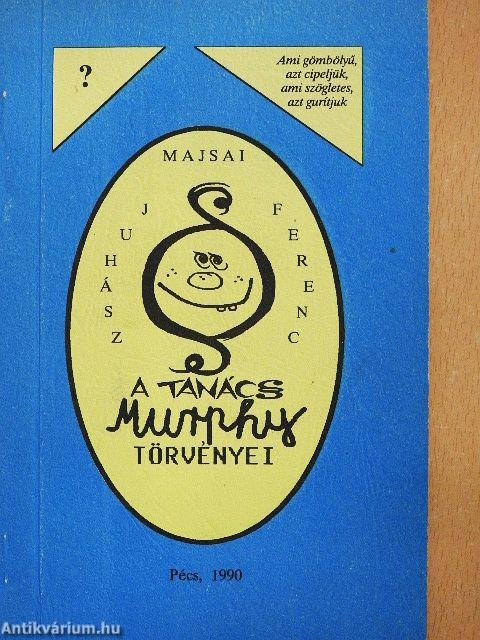 ?
Ami gömbölyű,
azt cipeljük,
ami szögletes,
azt gurítjuk
MAJSAI
JUHÁSZ
FERENC
A TANÁCS
Murphy
TÖRVÉNYEI
Pécs, 1990
Antikvárium.hu